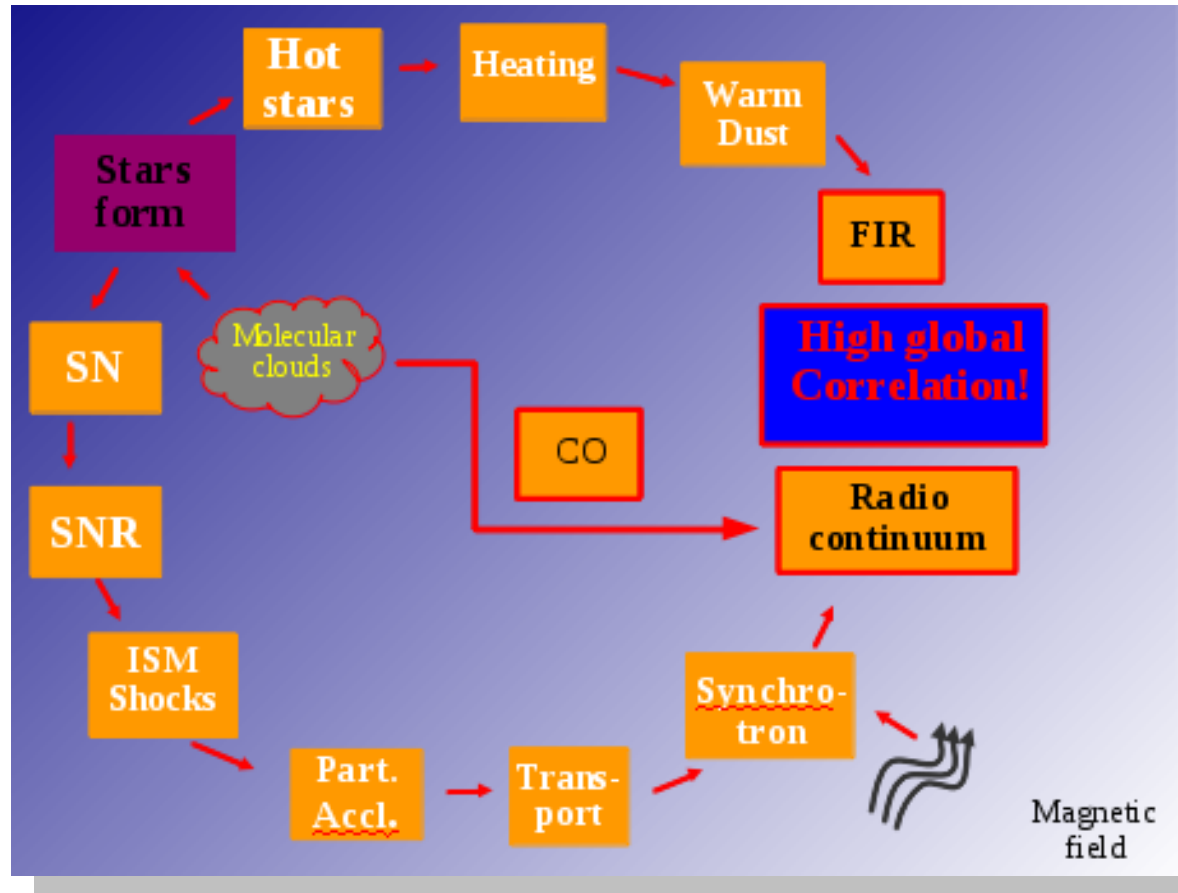 Hot
stars
Heating
Warm
Dust
Stars
form
FIR
Molecular
clouds
High global
Correlation!
SN
CO
Radio
continuum
SNR
ISM
Shocks
Synchro-
tron
Part.
Accl.
Trans-
port
Magnetic
field